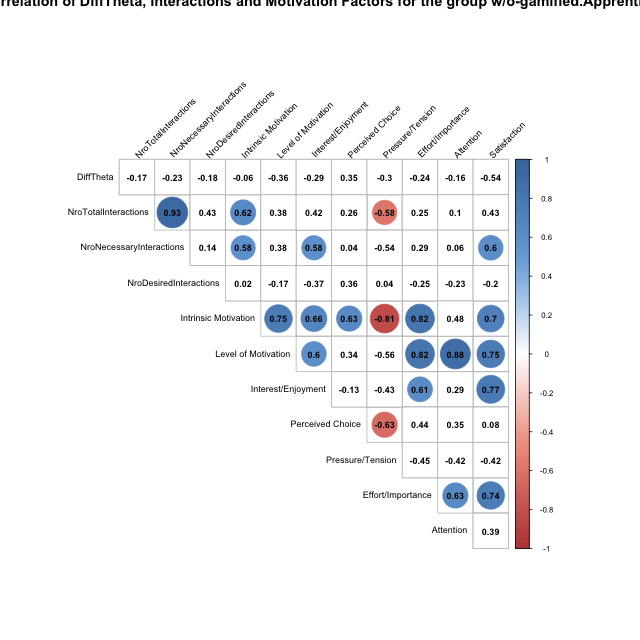 rrelation of DiffTheta, Interactions and Motivation Factors for the group w/o-gamified.Apprenti
NroTotalInteractions
NroNecessaryInteractions
NroDesiredInteractions
Intrinsic Motivation
Level of Motivation
Interest/Enjoyment
Perceived Choice
Pressure/Tension
Effort/Importance
Attention
Satisfaction
DiffTheta -0.17 -0.23 -0.18 -0.06 -0.36 -0.29 0.35 -0.3 -0.24 -0.16 -0.54
NroTotalInteractions 0.93 0.43 0.62 0.38 0.42 0.26 -0.58 0.25 0.1 0.43
NroNecessaryInteractions 0.14 0.58 0.38 0.58 0.04 -0.54 0.29 0.06 0.6
NroDesiredInteractions 0.02 -0.17 -0.37 0.36 0.04 -0.25 -0.23 -0.2
Intrinsic Motivation 0.75 0.66 0.63 -0.81 0.82 0.48 0.7
Level of Motivation 0.6 0.34 -0.56 0.82 0.88 0.75
Interest/Enjoyment -0.13 -0.43 0.61 0.29 0.77
Perceived Choice -0.63 0.44 0.35 0.08
Pressure/Tension -0.45 -0.42 -0.42
Effort/Importance 0.63 0.74
Attention 0.39
1
0.8
0.6
0.4
0.2
0
-0.2
-0.4
-0.6
-0.8
-1